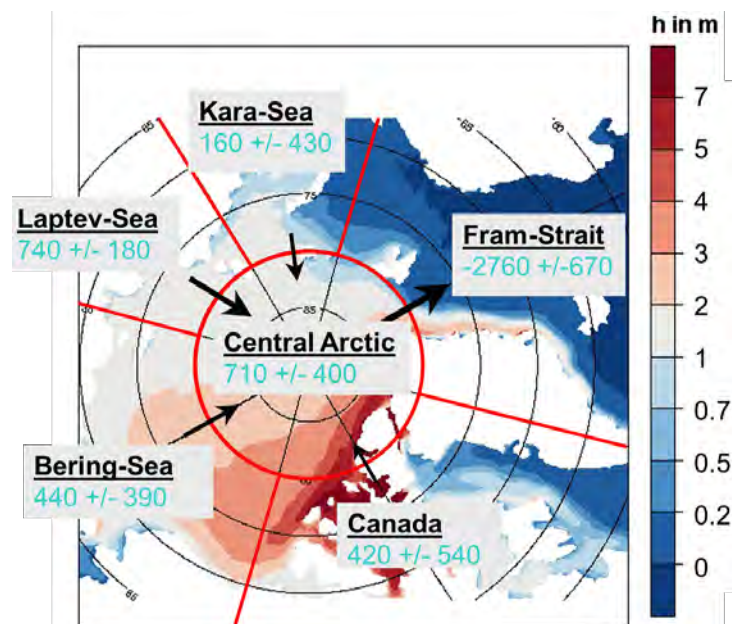 h in m
Kara-Sea
160 +/- 430
Laptev-Sea
740 +/- 180
Fram-Strait
-2760 +/-670
Central Arctic
710 +/- 400
Bering-Sea
440 +/- 390
Canada
420 +/- 540
7
5
4
3
2
1
0.7
0.5
0.2
0
65
65
60
75
85